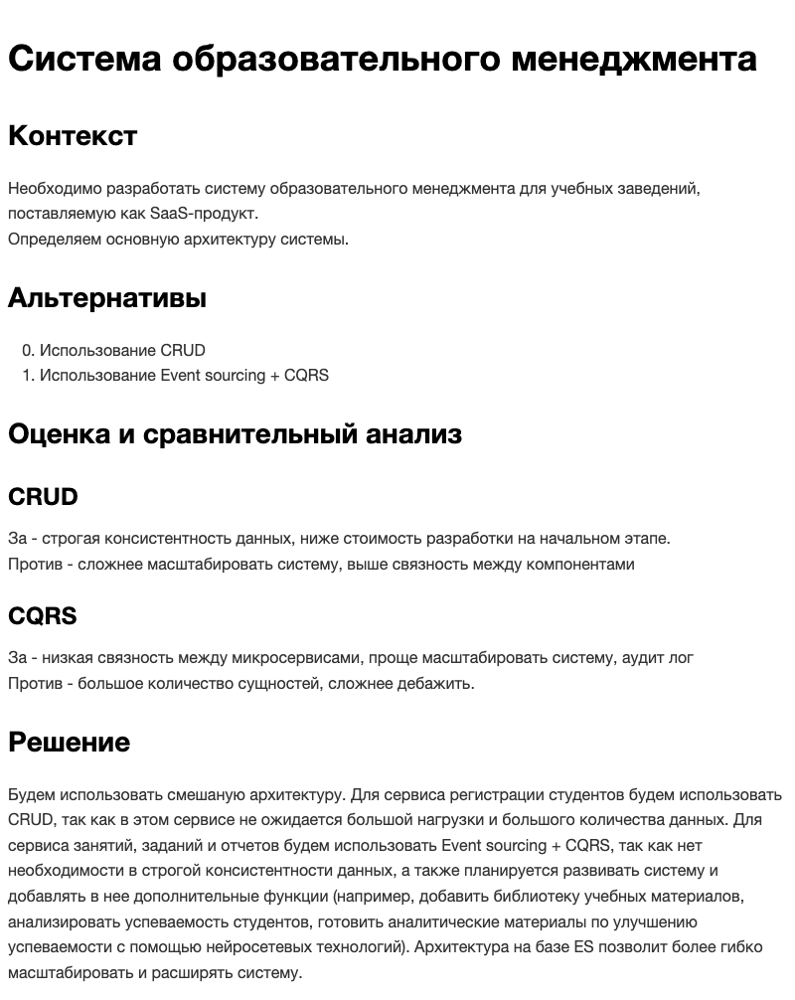 Система образовательного менеджмента
Контекст
Необходимо разработать систему образовательного менеджмента для учебных заведений,
поставляемую как SaaS-продукт.
Определяем основную архитектуру системы.
Альтернативы
0. Использование CRUD
1. Использование Event sourcing + CQRS
Оценка и сравнительный анализ
CRUD
За - строгая консистентность данных, ниже стоимость разработки на начальном этапе.
Против - сложнее масштабировать систему, выше связность между компонентами
CQRS
За - низкая связность между микросервисами, проще масштабировать систему, аудит лог
Против - большое количество сущностей, сложнее дебажить.
Решение
Будем использовать смешаную архитектуру. Для сервиса регистрации студентов будем использовать
CRUD, так как в этом сервисе не ожидается большой нагрузки и большого количества данных. Для
сервиса занятий, заданий и отчетов будем использовать Event sourcing + CQRS, так как нет
необходимости в строгой консистентности данных, а также планируется развивать систему и
добавлять в нее дополнительные функции (например, добавить библиотеку учебных материалов,
анализировать успеваемость студентов, готовить аналитические материалы по улучшению
успеваемости с помощью нейросетевых технологий). Архитектура на базе ES позволит более гибко
масштабировать и расширять систему.